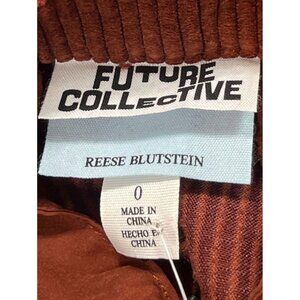 FUTURE
COLLECTIVE
REESE BLUTSTEIN
0
MADE IN
CHINA
HECHO EN
CHINA